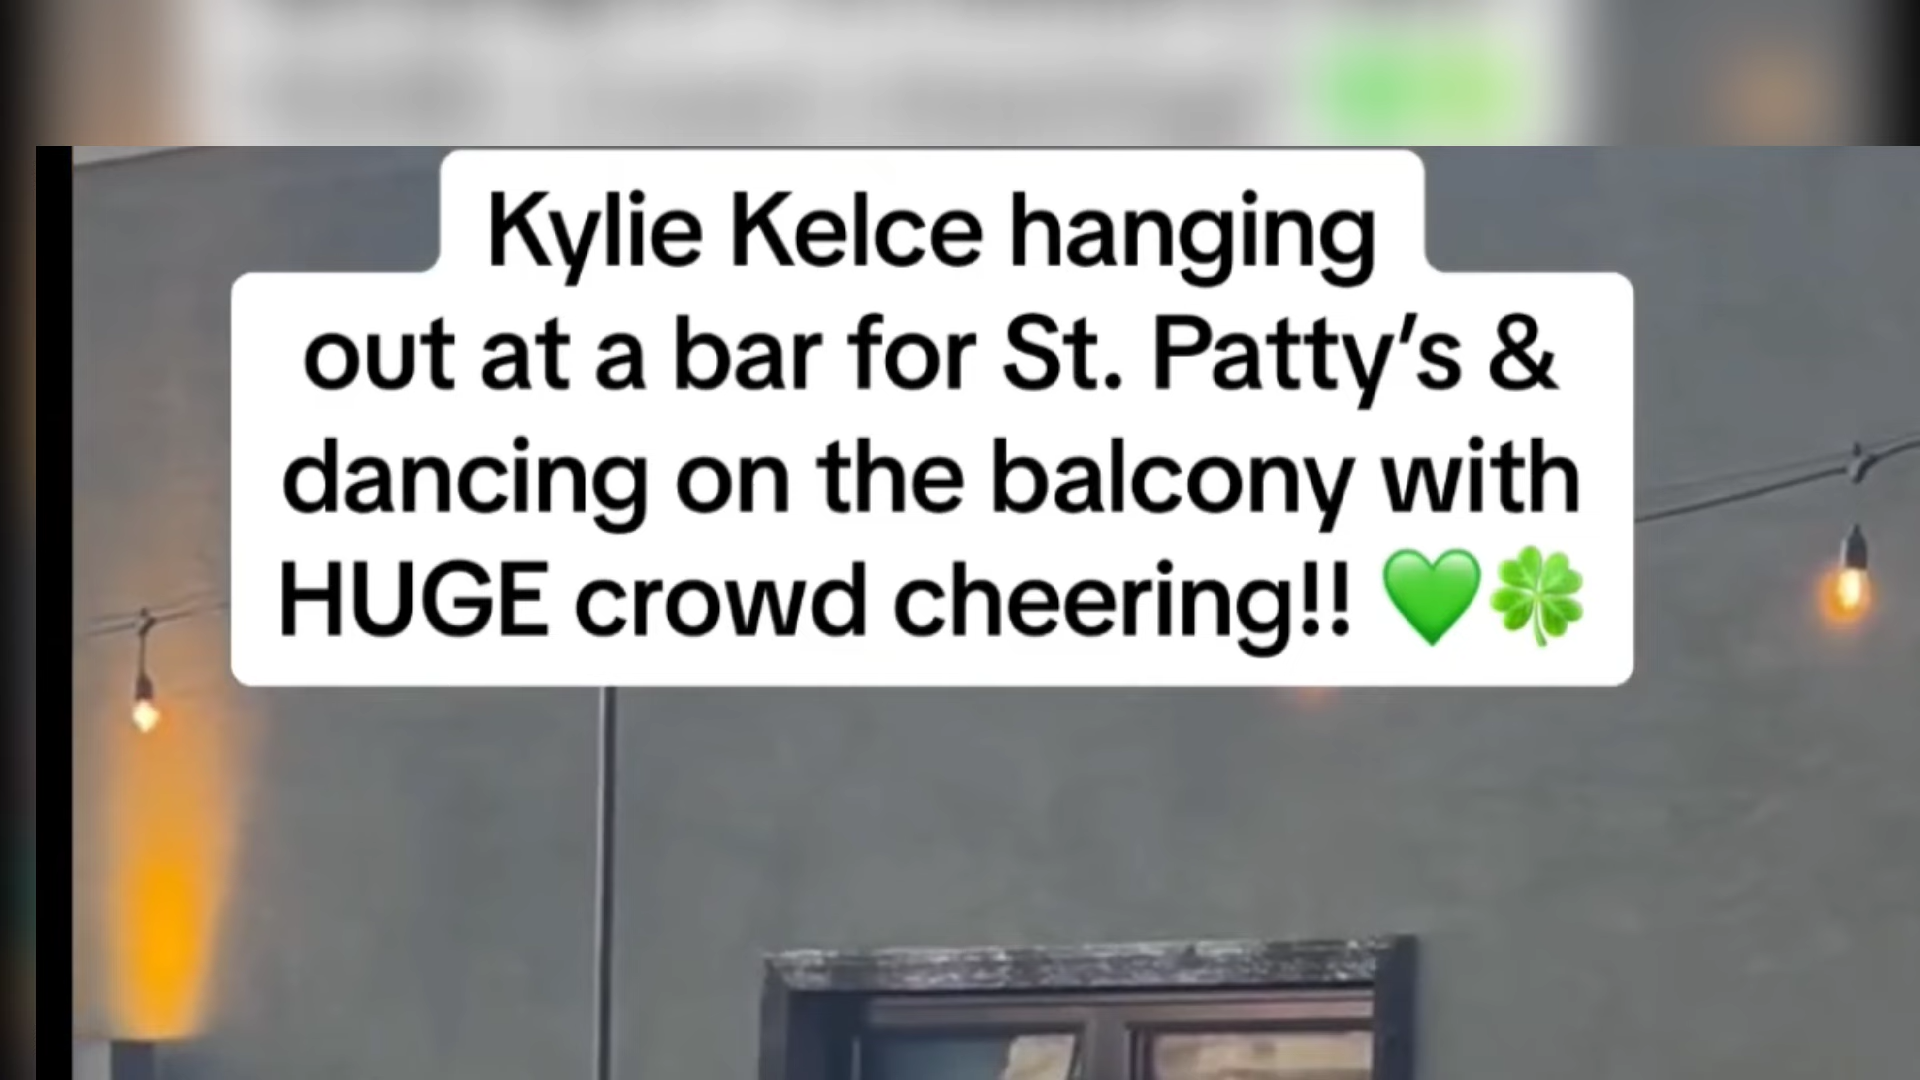 Kylie Kelce hanging
out at a bar for St. Patty’s &
dancing on the balcony with
HUGE crowd cheering!! 💚🍀